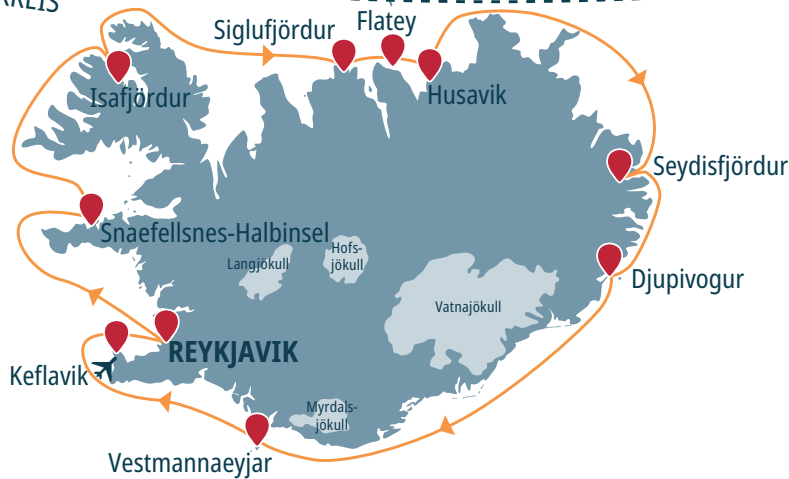 Siglufjördur
Flatey
Isafjördur
Husavik
Seydisfjördur
Snaefellsnes-Halbinsel
Langjökull
Hofs-
jökull
Djupivogur
Vatnajökull
REYKJAVIK
Keflavik
Myrdals-
jökull
Vestmannaeyjar